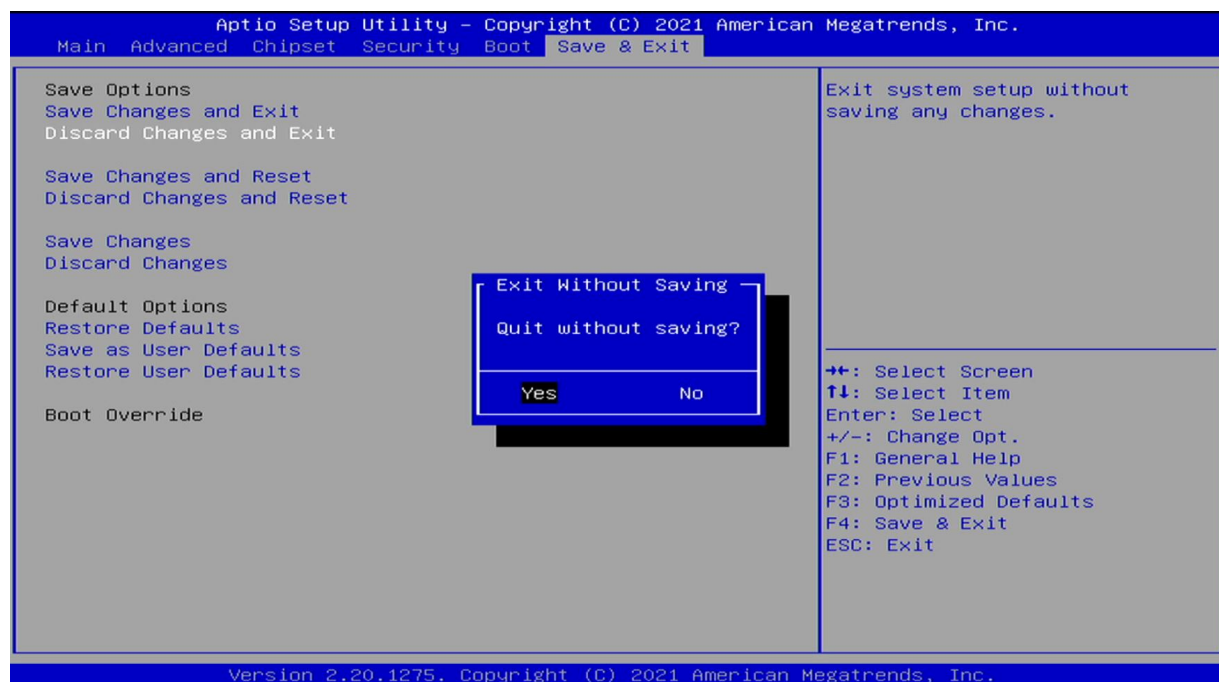 Aptio Setup Utility – Copyright (C) 2021 American Megatrends, Inc.
Main Advanced Chipset Security Boot Save & Exit
Save Options
Save Changes and Exit
Discard Changes and Exit
Save Changes and Reset
Discard Changes and Reset
Save Changes
Discard Changes
Default Options
Restore Defaults
Save as User Defaults
Restore User Defaults
Boot Override
Exit Without Saving
Quit without saving?
Yes No
Exit system setup without
saving any changes.
→←: Select Screen
↑↓: Select Item
Enter: Select
+/-: Change Opt.
F1: General Help
F2: Previous Values
F3: Optimized Defaults
F4: Save & Exit
ESC: Exit
Version 2.20.1275. Copyright (C) 2021 American Megatrends, Inc.